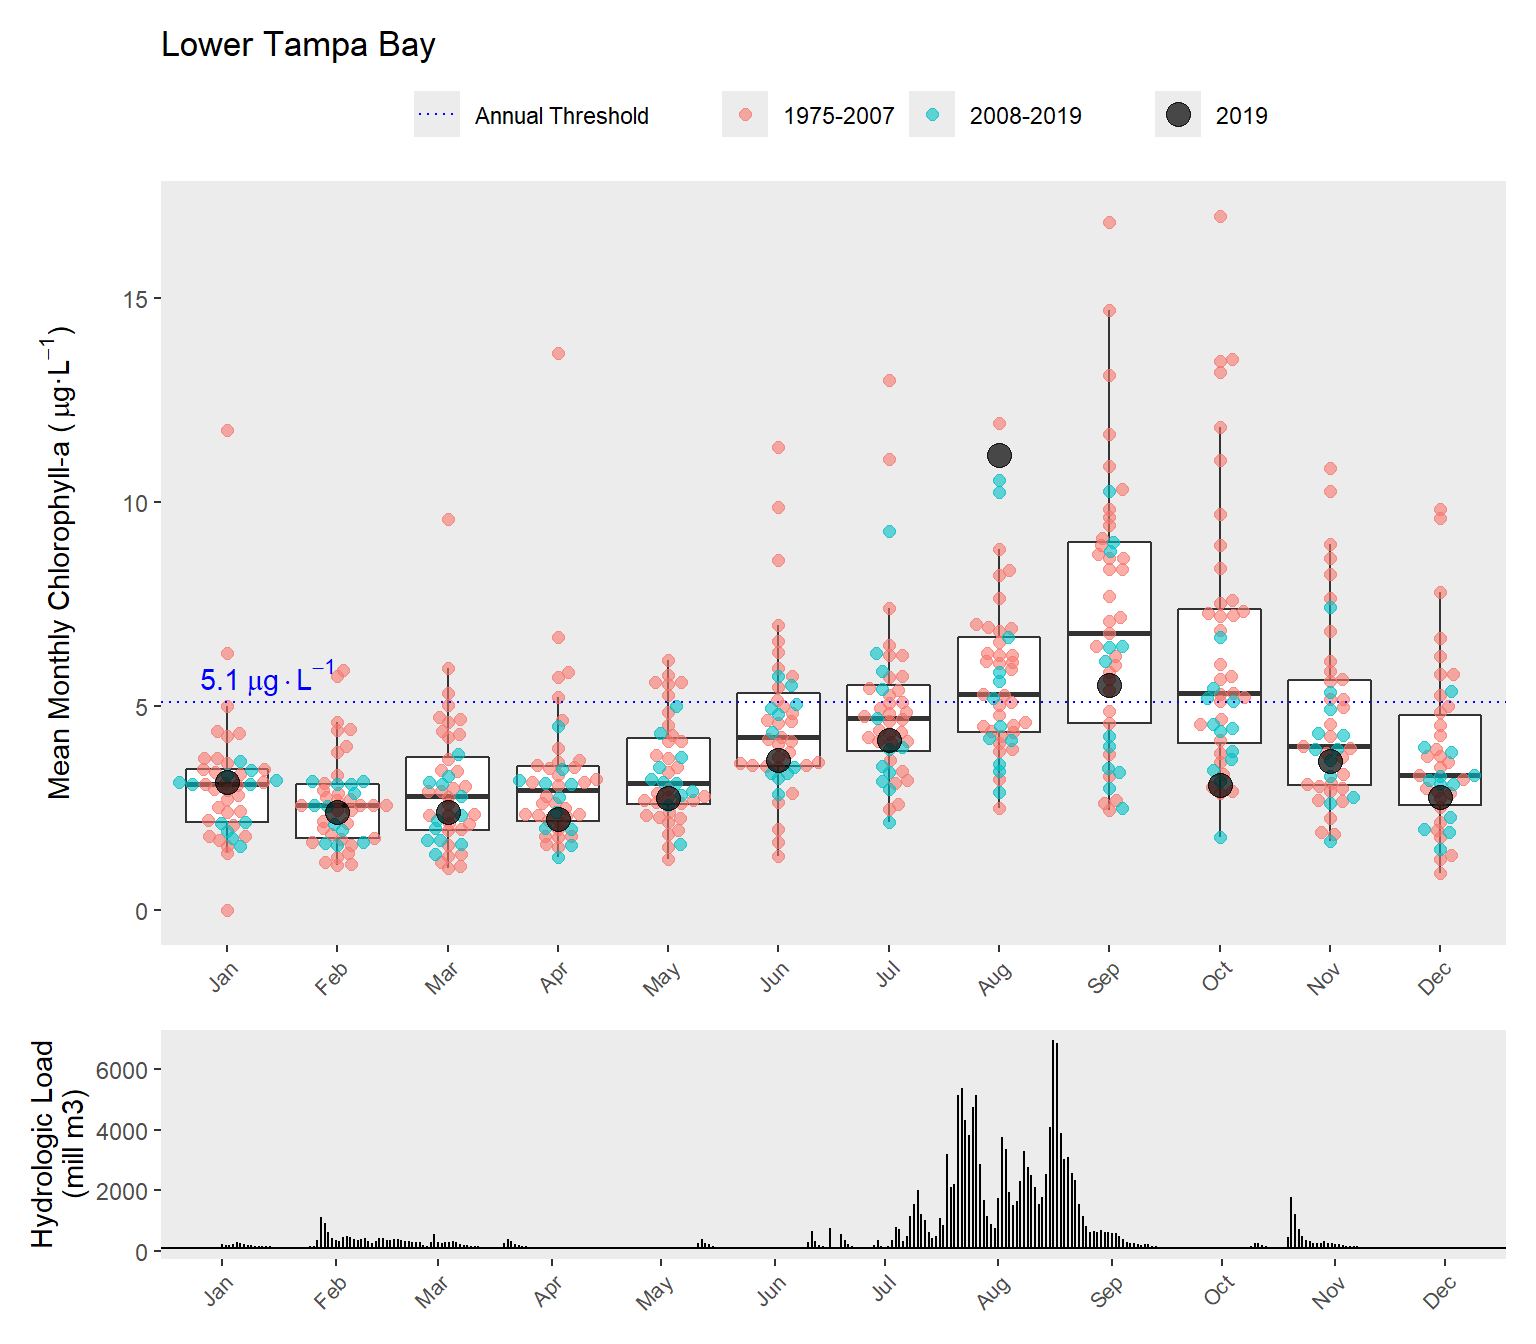 Lower Tampa Bay
Annual Threshold 1975-2007 2008-2019 2019
Mean Monthly Chlorophyll-a ( μg·L⁻¹)
15
10
5
0
5.1 μg·L⁻¹
Jan Feb Mar Apr May Jun Jul Aug Sep Oct Nov Dec
Hydrologic Load
(mill m3)
6000
4000
2000
0
Jan Feb Mar Apr May Jun Jul Aug Sep Oct Nov Dec